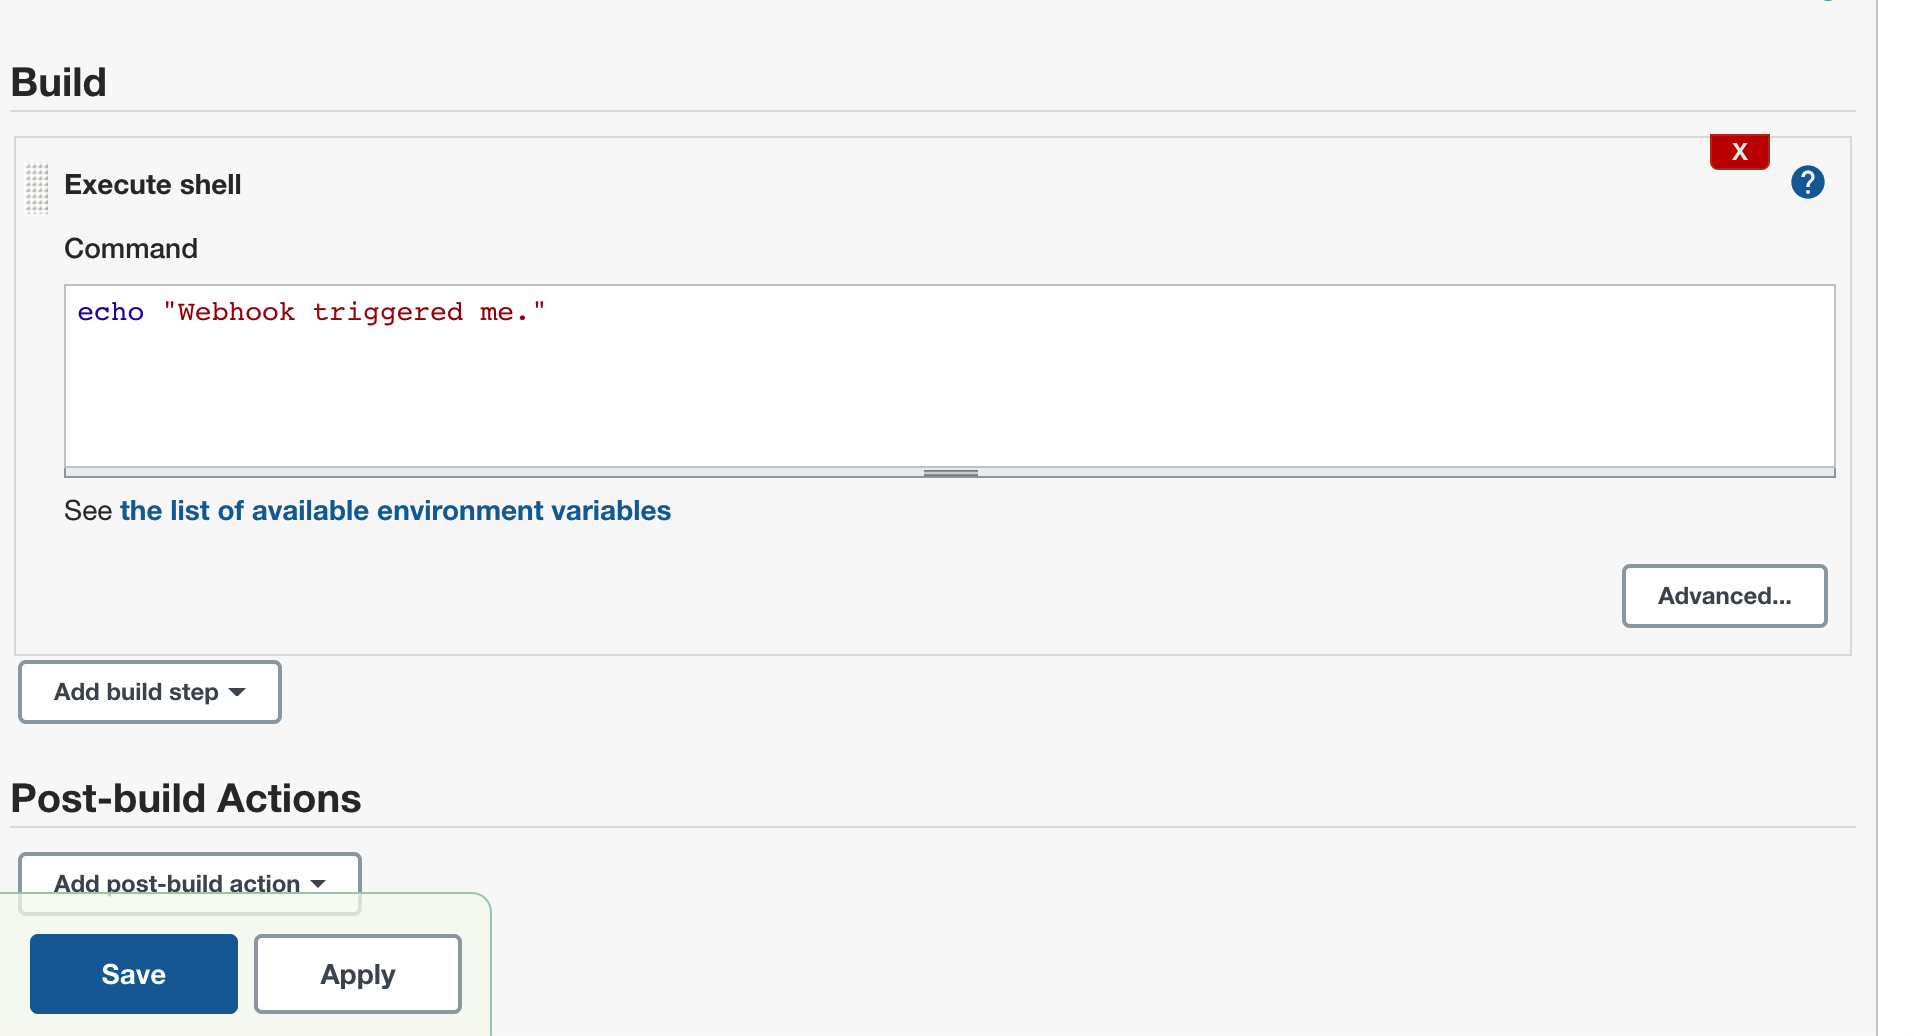 Build
X
Execute shell
?
Command
echo "Webhook triggered me."
See the list of available environment variables
Advanced...
Add build step
Post-build Actions
Add post-build action
Save
Apply